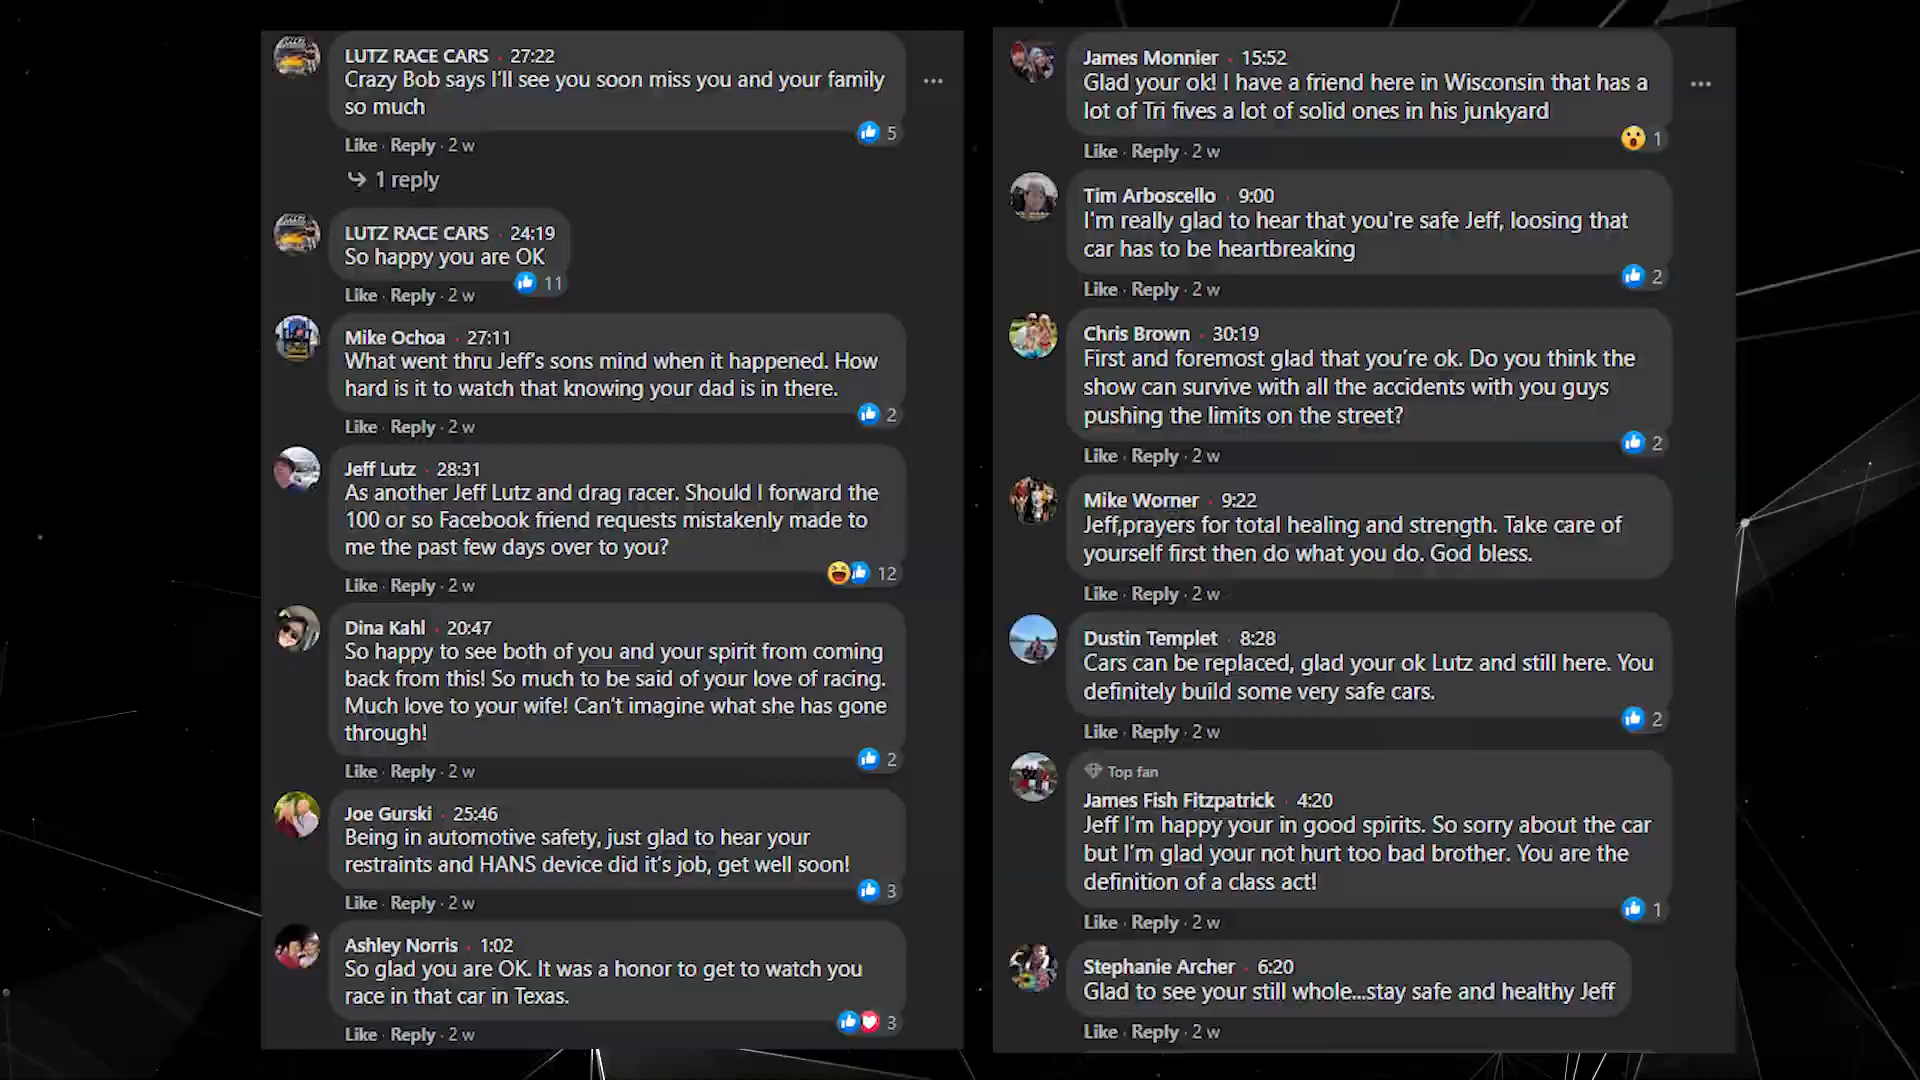 LUTZ RACE CARS · 27:22
Crazy Bob says I'll see you soon miss you and your family
so much
5
Like · Reply · 2 w
1 reply
LUTZ RACE CARS · 24:19
So happy you are OK
11
Like · Reply · 2 w
Mike Ochoa · 27:11
What went thru Jeff's sons mind when it happened. How
hard is it to watch that knowing your dad is in there.
2
Like · Reply · 2 w
Jeff Lutz · 28:31
As another Jeff Lutz and drag racer. Should I forward the
100 or so Facebook friend requests mistakenly made to
me the past few days over to you?
12
Like · Reply · 2 w
Dina Kahl · 20:47
So happy to see both of you and your spirit from coming
back from this! So much to be said of your love of racing.
Much love to your wife! Can't imagine what she has gone
through!
2
Like · Reply · 2 w
Joe Gurski · 25:46
Being in automotive safety, just glad to hear your
restraints and HANS device did it's job, get well soon!
3
Like · Reply · 2 w
Ashley Norris · 1:02
So glad you are OK. It was a honor to get to watch you
race in that car in Texas.
3
Like · Reply · 2 w
James Monnier · 15:52
Glad your ok! I have a friend here in Wisconsin that has a
lot of Tri fives a lot of solid ones in his junkyard
1
Like · Reply · 2 w
Tim Arboscello · 9:00
I'm really glad to hear that you're safe Jeff, loosing that
car has to be heartbreaking
2
Like · Reply · 2 w
Chris Brown · 30:19
First and foremost glad that you're ok. Do you think the
show can survive with all the accidents with you guys
pushing the limits on the street?
2
Like · Reply · 2 w
Mike Worner · 9:22
Jeff,prayers for total healing and strength. Take care of
yourself first then do what you do. God bless.
Like · Reply · 2 w
Dustin Templet · 8:28
Cars can be replaced, glad your ok Lutz and still here. You
definitely build some very safe cars.
2
Like · Reply · 2 w
Top fan
James Fish Fitzpatrick · 4:20
Jeff I'm happy your in good spirits. So sorry about the car
but I'm glad your not hurt too bad brother. You are the
definition of a class act!
1
Like · Reply · 2 w
Stephanie Archer · 6:20
Glad to see your still whole...stay safe and healthy Jeff
Like · Reply · 2 w